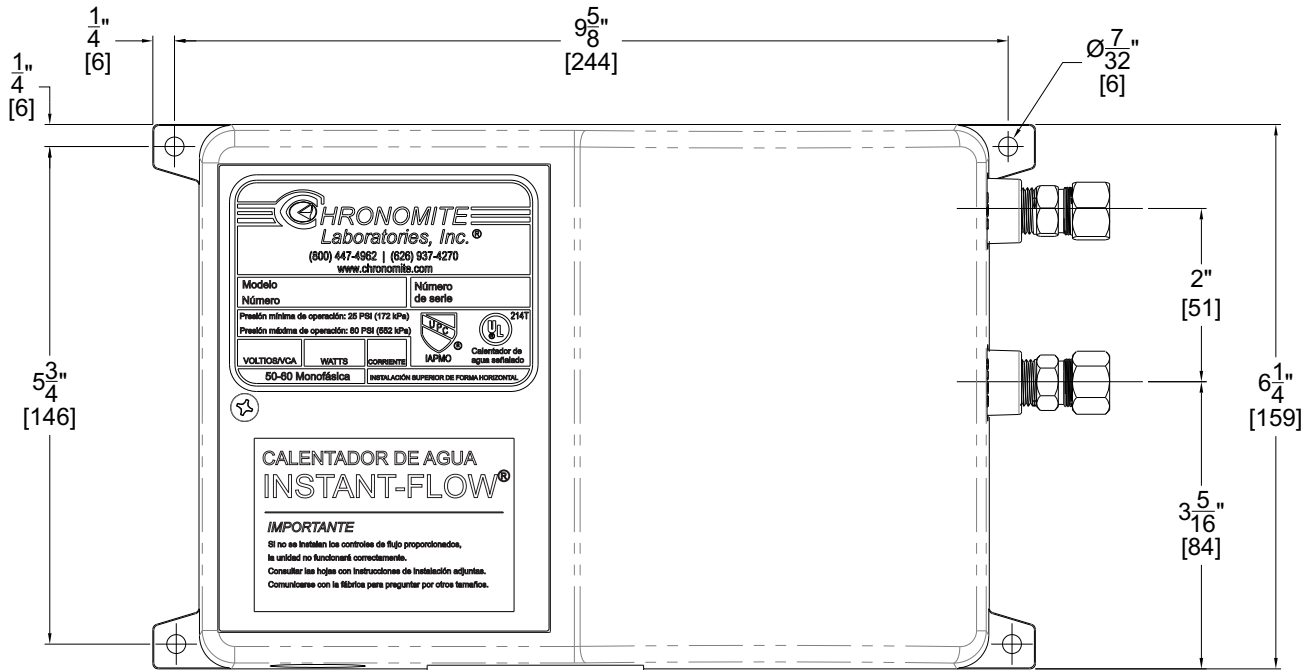 1/4"
[6]
9 5/8"
[244]
Ø 7/32"
[6]
1/4"
[6]
CHRONOMITE
Laboratories, Inc.®
(800) 447-4962 | (626) 937-4270
www.chronomite.com
Modelo
Número
Número
de serie
Presión mínima de operación: 25 PSI (172 kPa)
Presión máxima de operación: 80 PSI (552 kPa)
UPC
®
IAPMO
UL
214T
Calentador de
agua señalado
VOLTIOS/VCA
WATTS
CORRIENTE
50-60 Monofásica
INSTALACIÓN SUPERIOR DE FORMA HORIZONTAL
2"
[51]
5 3/4"
[146]
6 1/4"
[159]
CALENTADOR DE AGUA
INSTANT-FLOW®
IMPORTANTE
Si no se instalan los controles de flujo proporcionados,
la unidad no funcionará correctamente.
Consultar las hojas con instrucciones de instalación adjuntas.
Comunicarse con la fábrica para preguntar por otros tamaños.
3 5/16"
[84]